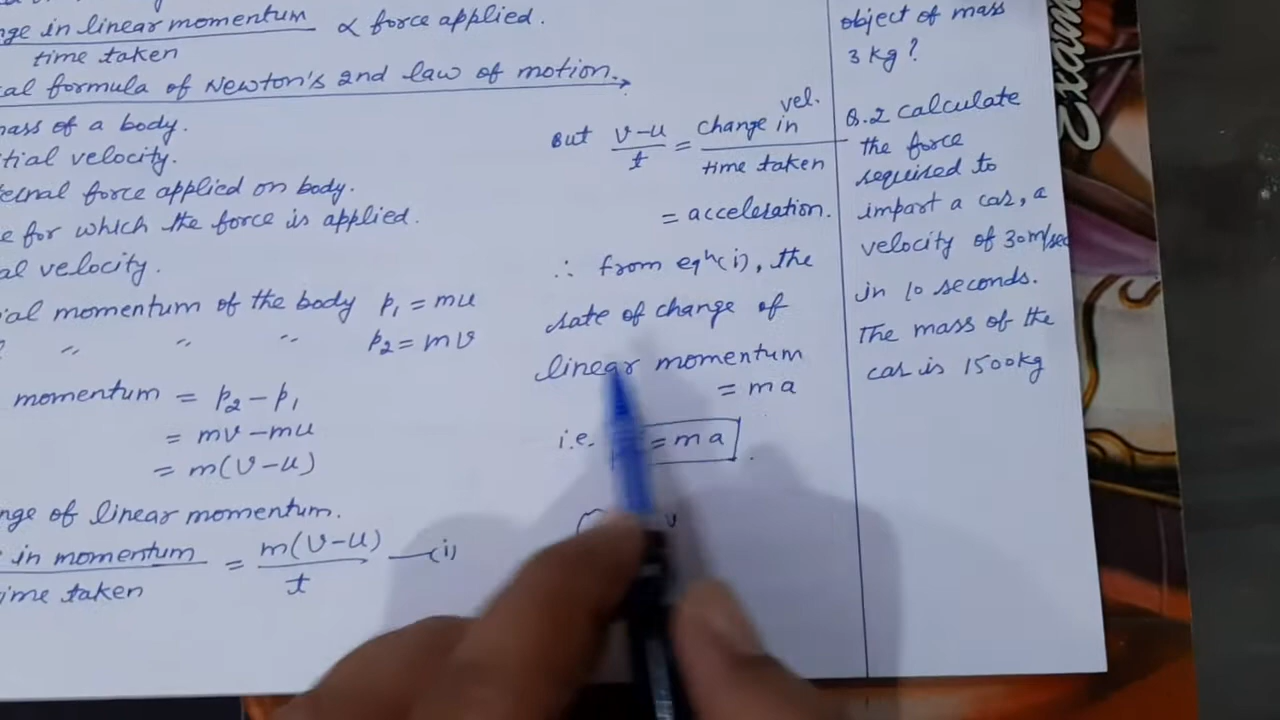 nge in linear momentum ∝ force applied.
time taken
al formula of Newton's 2nd law of motion.
mass of a body.
tial velocity.
ternal force applied on body.
e for which the force is applied.
al velocity.
ial momentum of the body p₁ = mu
〃 〃 〃 p₂ = mv
momentum = p₂ - p₁
= mv - mu
= m(v-u)
nge of linear momentum.
in momentum = m(v-u) —(i)
time taken t
But v-u = change in vel.
t time taken
= acceleration.
∴ from eqⁿ(i), the
rate of change of
linear momentum
= ma
i.e. = ma
object of mass
3 kg?
Q.2 calculate
the force
required to
impart a car, a
velocity of 30m/sec
in 10 seconds.
The mass of the
car is 1500kg
Exam